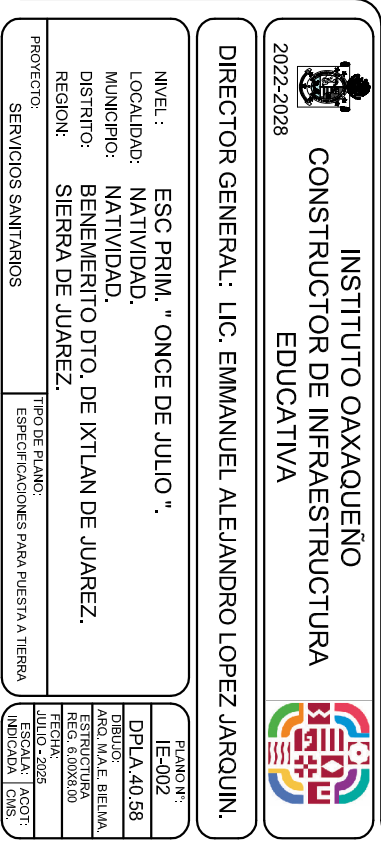 INSTITUTO OAXAQUEÑO
CONSTRUCTOR DE INFRAESTRUCTURA
EDUCATIVA
2022-2028
DIRECTOR GENERAL: LIC. EMMANUEL ALEJANDRO LOPEZ JARQUIN.
NIVEL : ESC PRIM. " ONCE DE JULIO ".
LOCALIDAD: NATIVIDAD.
MUNICIPIO: NATIVIDAD.
DISTRITO: BENEMERITO DTO. DE IXTLAN DE JUAREZ.
REGION: SIERRA DE JUAREZ.
PROYECTO:
SERVICIOS SANITARIOS
TIPO DE PLANO:
ESPECIFICACIONES PARA PUESTA A TIERRA
PLANO N°:
IE-002
DPLA.40.58
DIBUJO:
ARQ. M.A.E. BIELMA.
ESTRUCTURA
REG. 6.00X8.00
FECHA:
JULIO - 2025
ESCALA:
INDICADA
ACOT:
CMS.